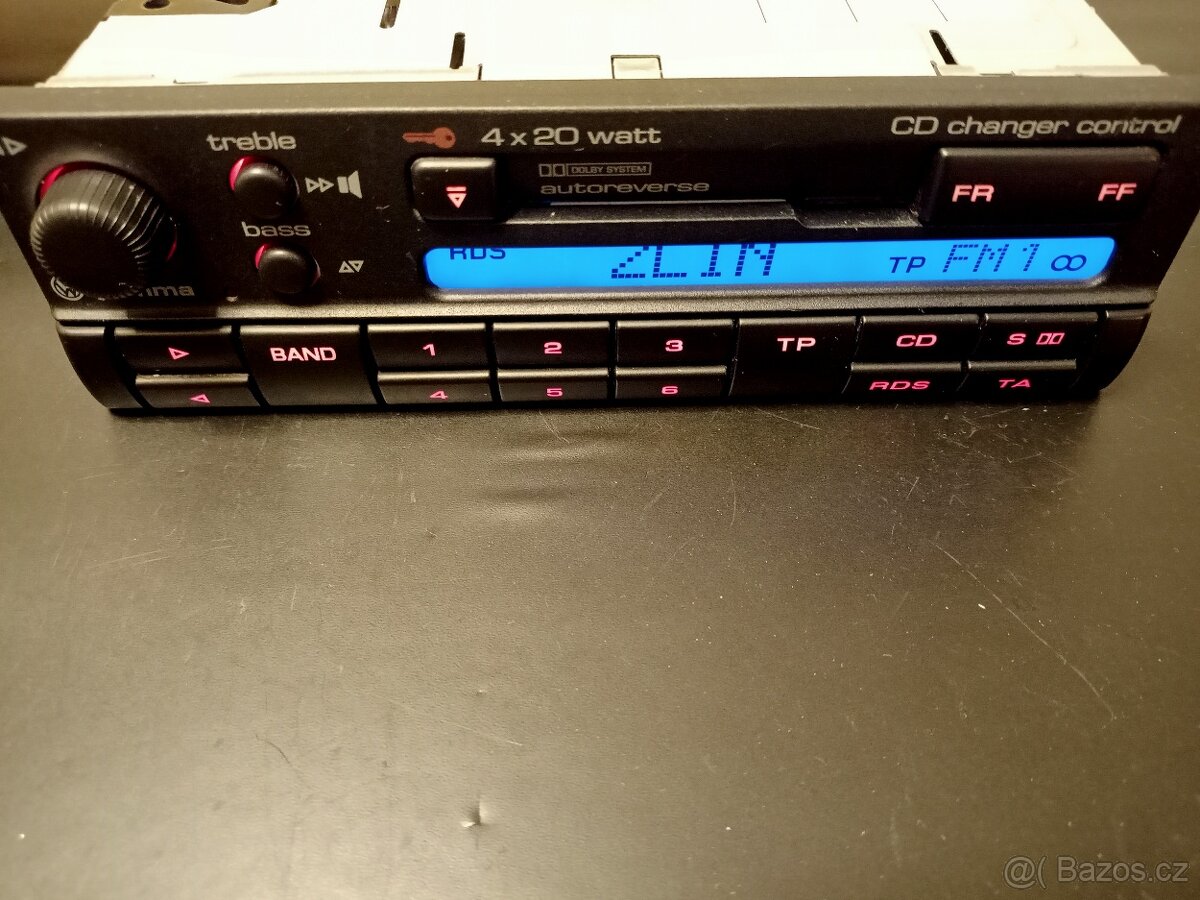 treble
4 x 20 watt
CD changer control
DOLBY SYSTEM
autoreverse
FR FF
bass
RDS ZLIN TP FM1
BAND 1 2 3 TP CD S
4 5 6 RDS TA
@( Bazos.cz